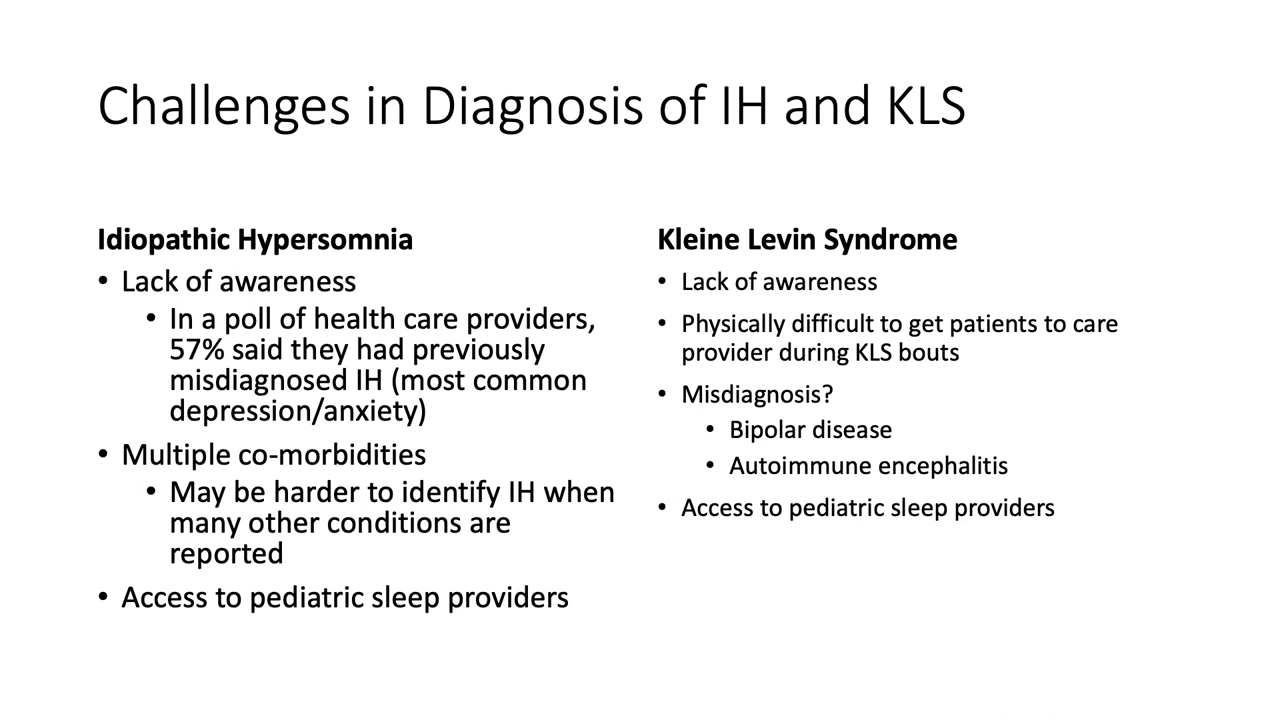 Challenges in Diagnosis of IH and KLS
Idiopathic Hypersomnia
• Lack of awareness
• In a poll of health care providers,
57% said they had previously
misdiagnosed IH (most common
depression/anxiety)
• Multiple co-morbidities
• May be harder to identify IH when
many other conditions are
reported
• Access to pediatric sleep providers
Kleine Levin Syndrome
• Lack of awareness
• Physically difficult to get patients to care
provider during KLS bouts
• Misdiagnosis?
• Bipolar disease
• Autoimmune encephalitis
• Access to pediatric sleep providers